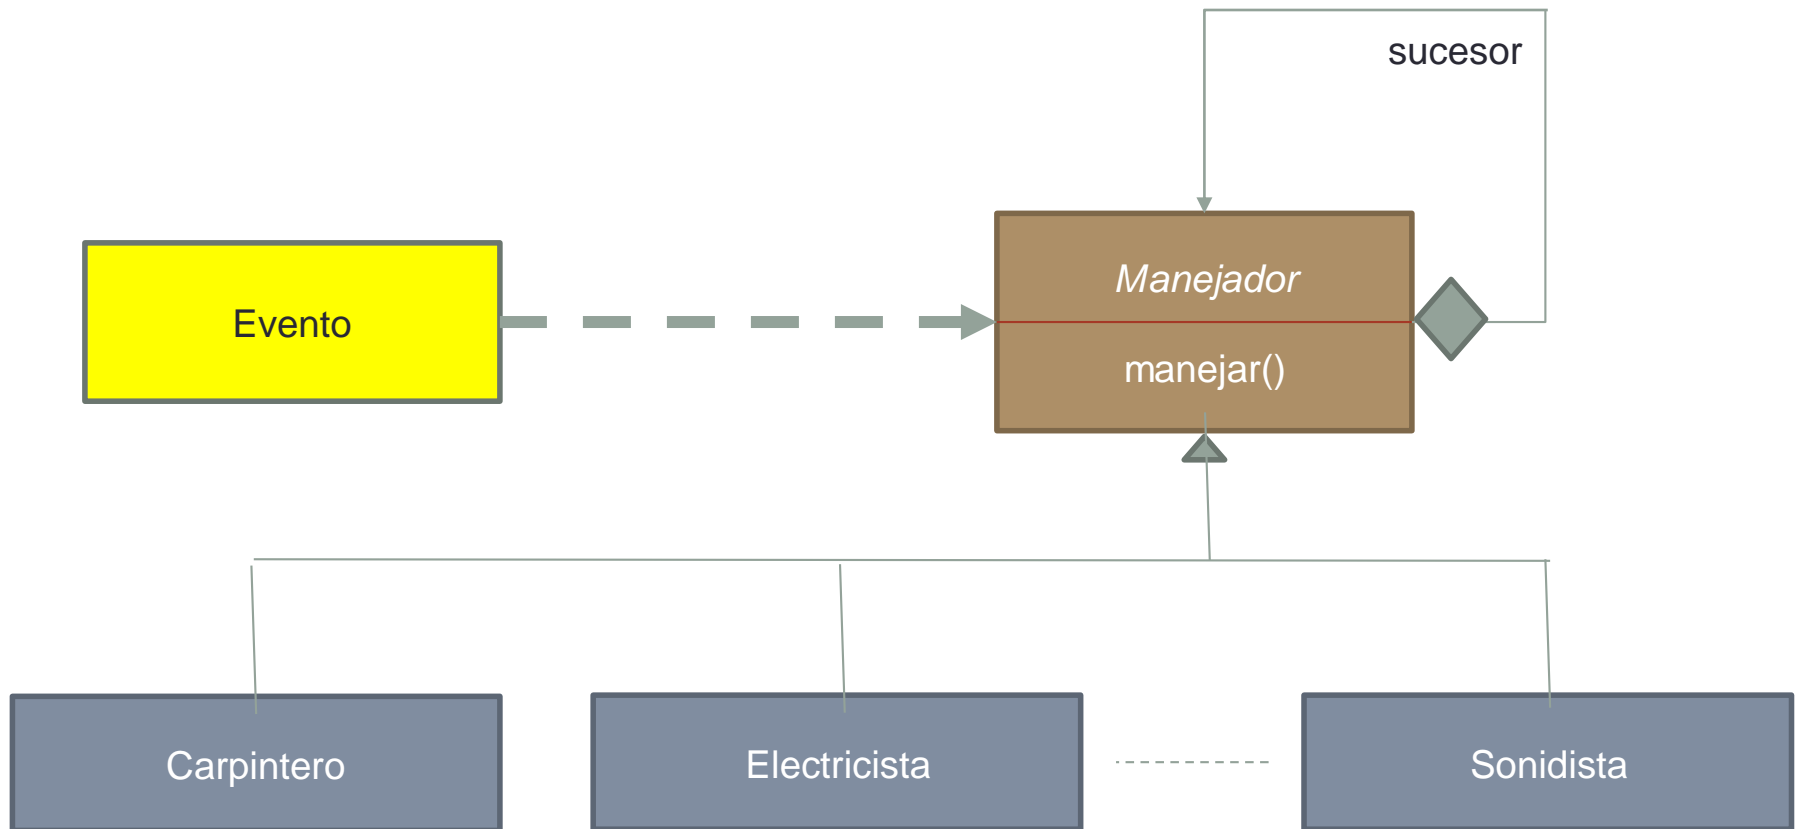 sucesor
Evento
Manejador
manejar()
Carpintero
Electricista
Sonidista